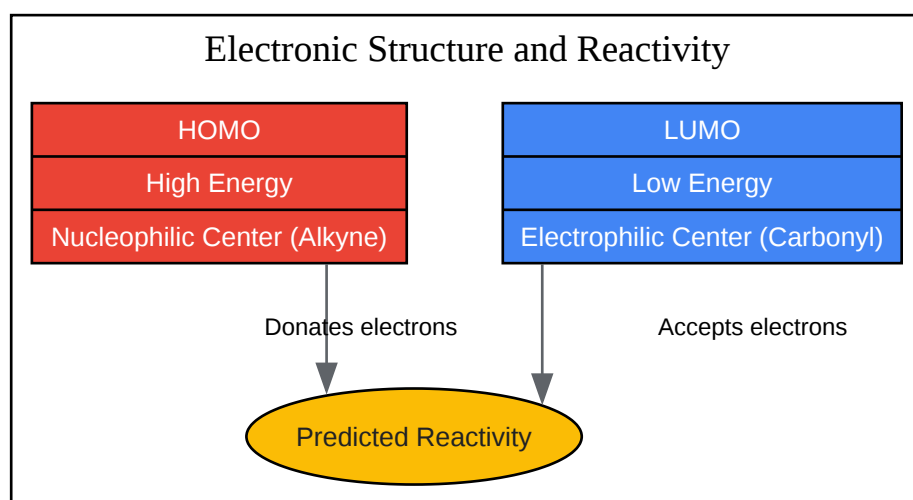 Electronic Structure and Reactivity
HOMO
High Energy
Nucleophilic Center (Alkyne)
LUMO
Low Energy
Electrophilic Center (Carbonyl)
Donates electrons
Accepts electrons
Predicted Reactivity